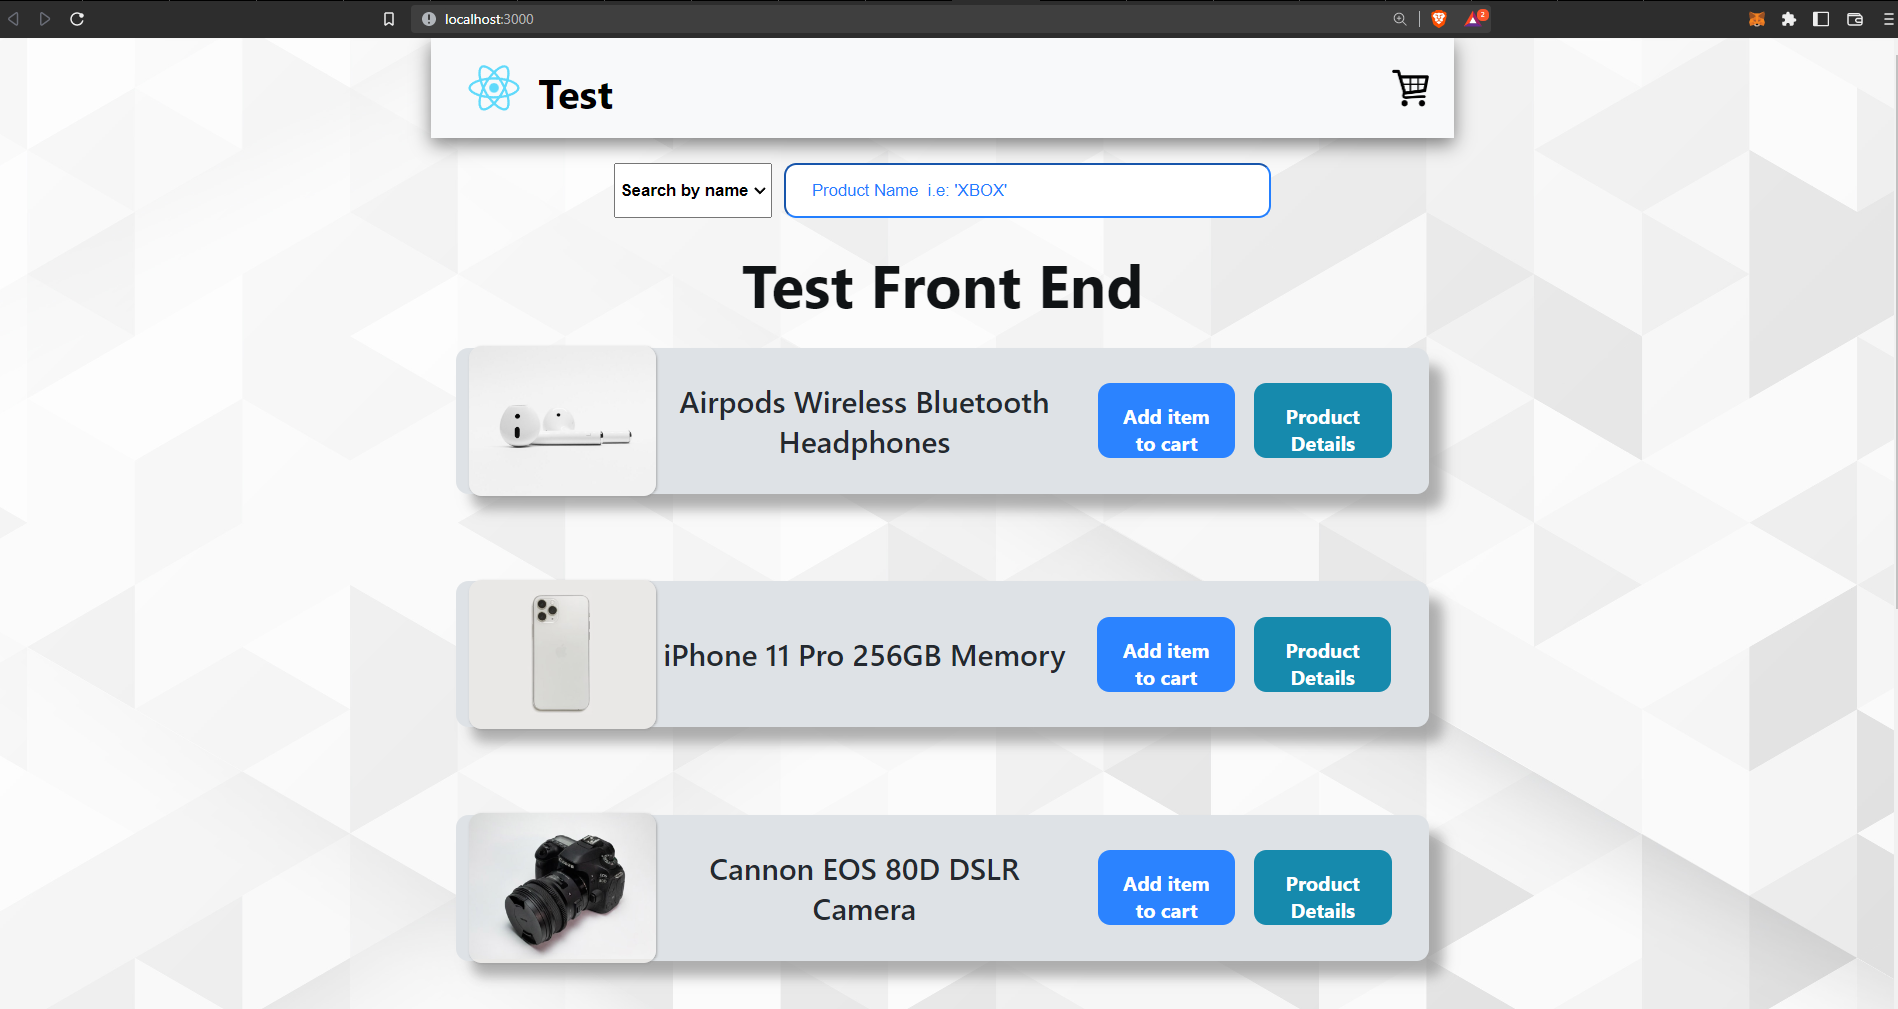 localhost:3000
2
Test
Search by name
Product Name  i.e: 'XBOX'
Test Front End
Airpods Wireless Bluetooth
Headphones
Add item
to cart
Product
Details
iPhone 11 Pro 256GB Memory
Add item
to cart
Product
Details
Cannon EOS 80D DSLR
Camera
Add item
to cart
Product
Details